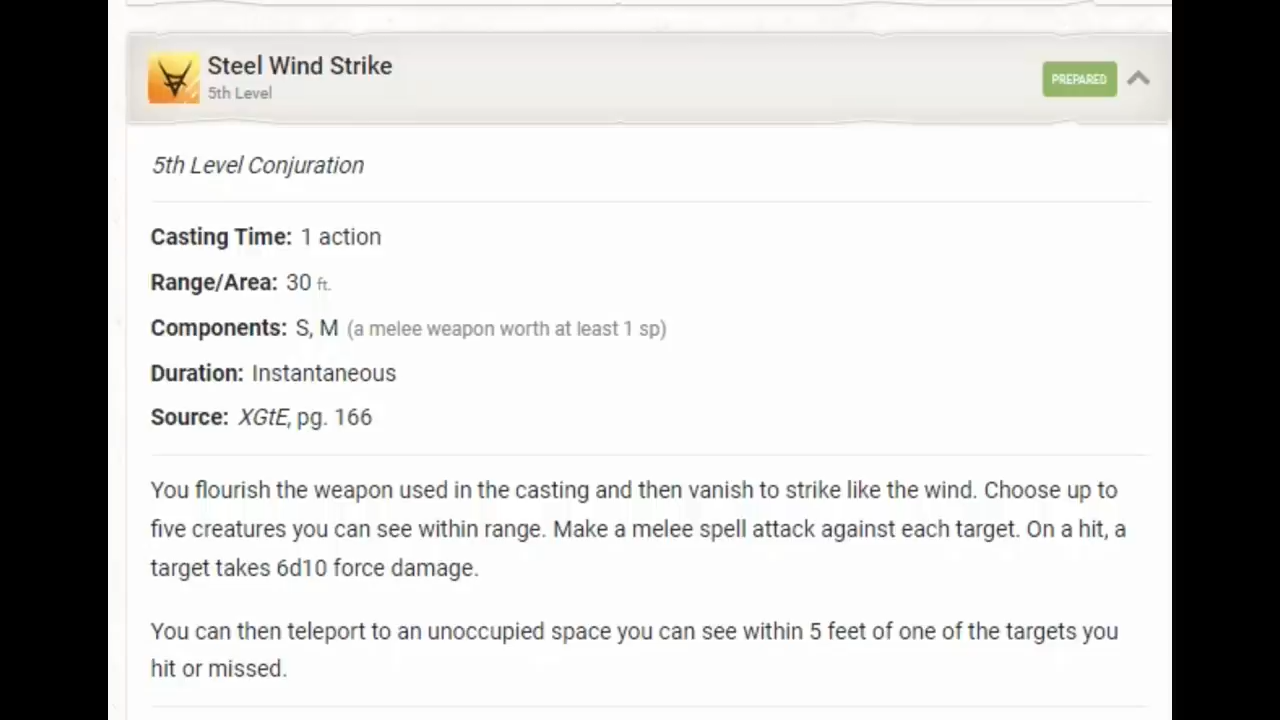 Steel Wind Strike
5th Level
PREPARED
5th Level Conjuration
Casting Time: 1 action
Range/Area: 30 ft.
Components: S, M (a melee weapon worth at least 1 sp)
Duration: Instantaneous
Source: XGtE, pg. 166
You flourish the weapon used in the casting and then vanish to strike like the wind. Choose up to
five creatures you can see within range. Make a melee spell attack against each target. On a hit, a
target takes 6d10 force damage.
You can then teleport to an unoccupied space you can see within 5 feet of one of the targets you
hit or missed.